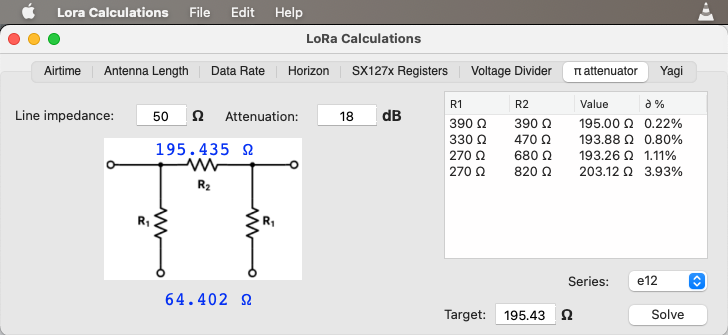 Lora Calculations File Edit Help
LoRa Calculations
Airtime Antenna Length Data Rate Horizon SX127x Registers Voltage Divider π attenuator Yagi
Line impedance: 50 Ω Attenuation: 18 dB
195.435 Ω
R2
R1 R1
64.402 Ω
R1 R2 Value ∂ %
390 Ω 390 Ω 195.00 Ω 0.22%
330 Ω 470 Ω 193.88 Ω 0.80%
270 Ω 680 Ω 193.26 Ω 1.11%
270 Ω 820 Ω 203.12 Ω 3.93%
Series: e12
Target: 195.43 Ω Solve